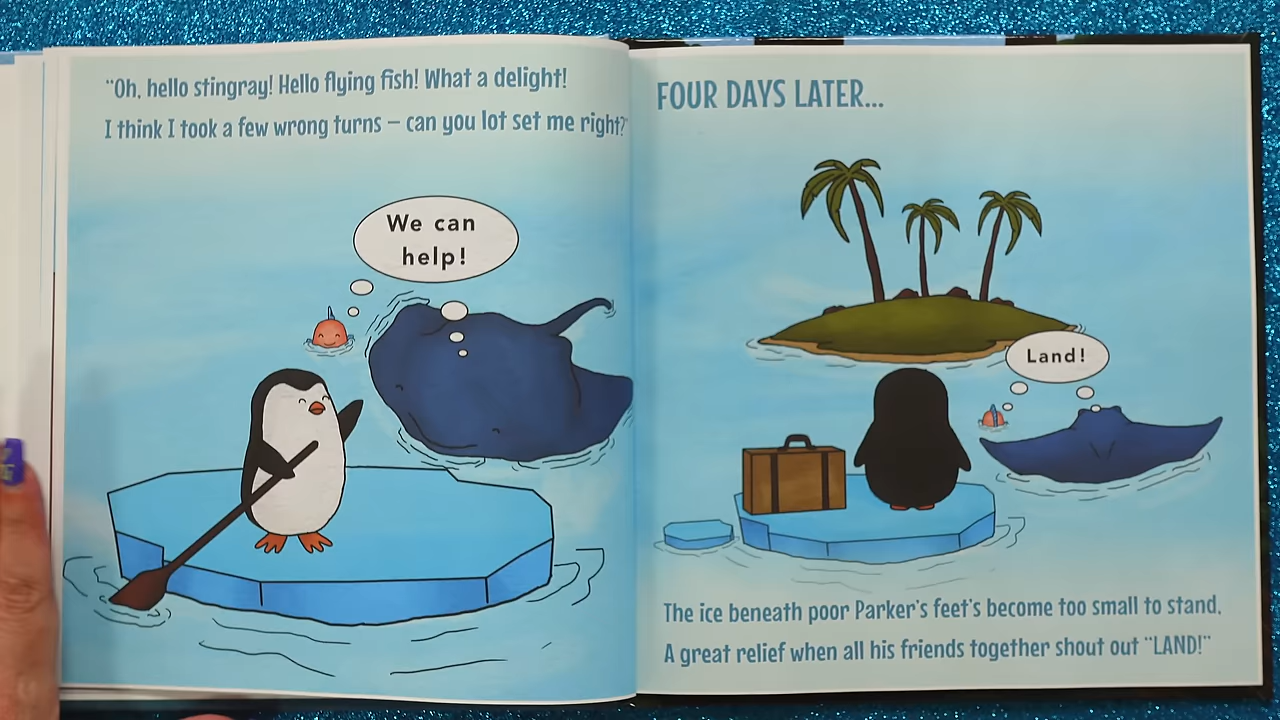 “Oh, hello stingray! Hello flying fish! What a delight!
I think I took a few wrong turns – can you lot set me right?”
We can
help!
FOUR DAYS LATER...
Land!
The ice beneath poor Parker’s feet’s become too small to stand,
A great relief when all his friends together shout out “LAND!”